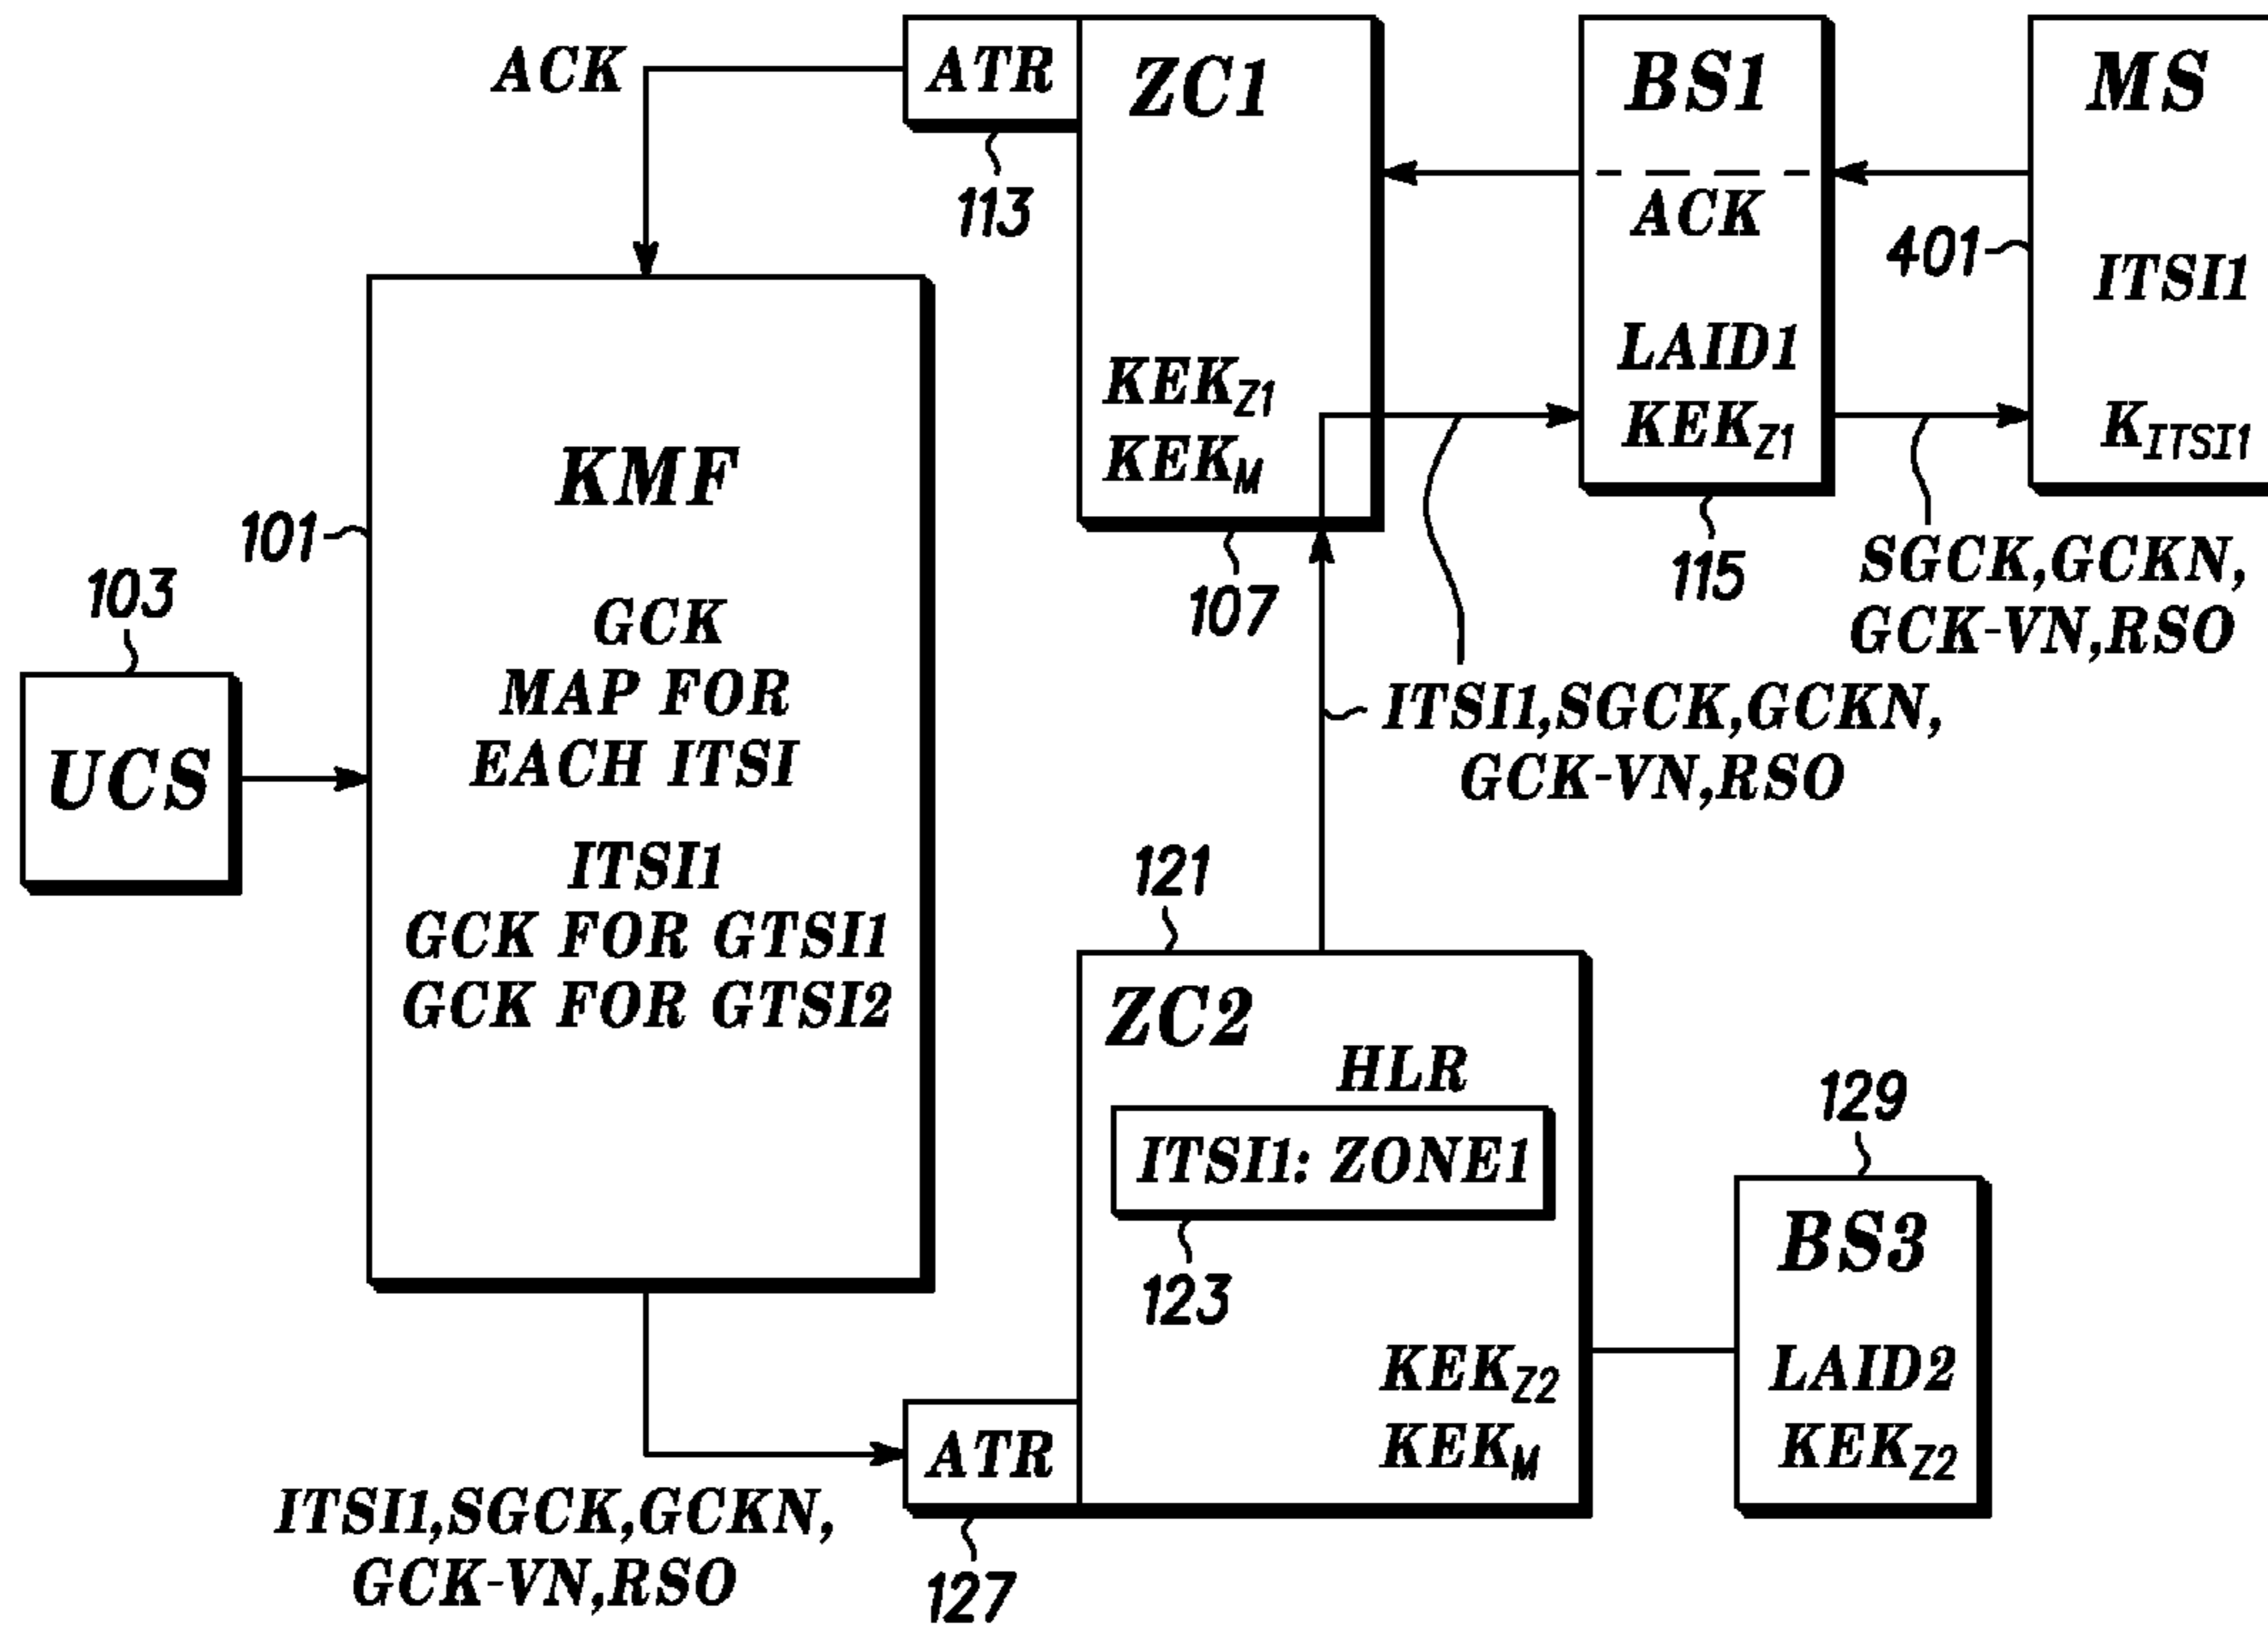 ACK
ATR
113
ZC1
KEKZ1
KEKM
107
BS1
ACK
LAID1
KEKZ1
115
MS
401
ITSI1
KITSI1
SGCK,GCKN,
GCK-VN,RSO
ITSI1,SGCK,GCKN,
GCK-VN,RSO
101
KMF
GCK
MAP FOR
EACH ITSI
ITSI1
GCK FOR GTSI1
GCK FOR GTSI2
103
UCS
121
ZC2
HLR
ITSI1: ZONE1
123
KEKZ2
KEKM
129
BS3
LAID2
KEKZ2
ATR
127
ITSI1,SGCK,GCKN,
GCK-VN,RSO